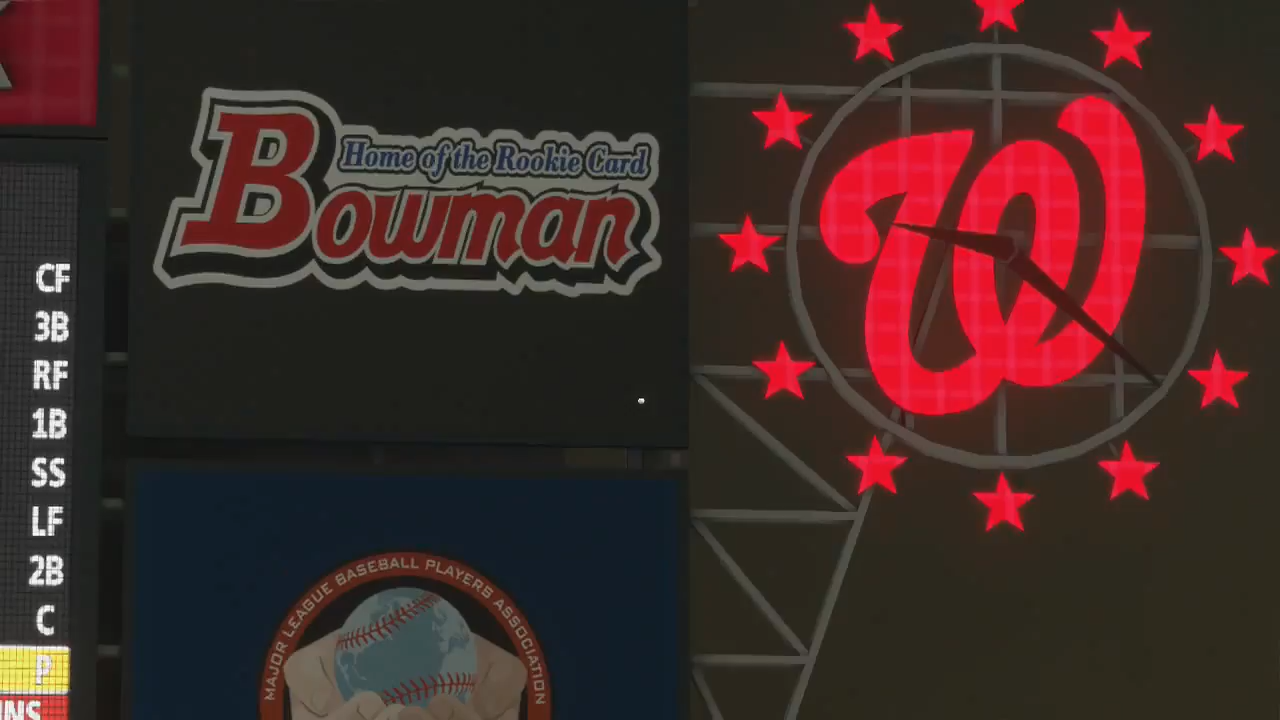 CF
3B
RF
1B
SS
LF
2B
C
P
Home of the Rookie Card
Bowman
MAJOR LEAGUE BASEBALL PLAYERS ASSOCIATION
W